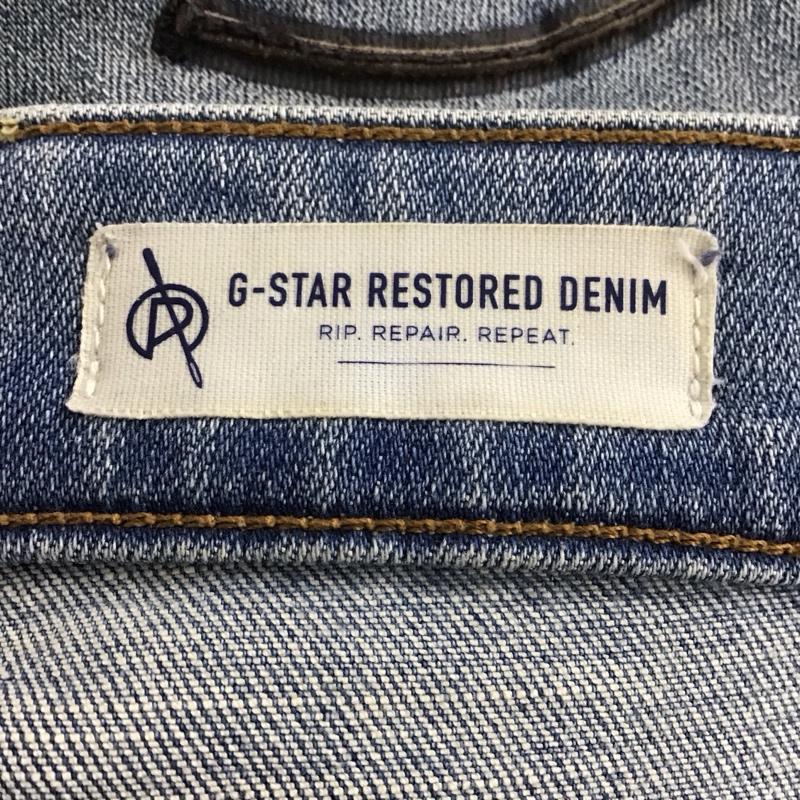 G-STAR RESTORED DENIM
RIP. REPAIR. REPEAT.